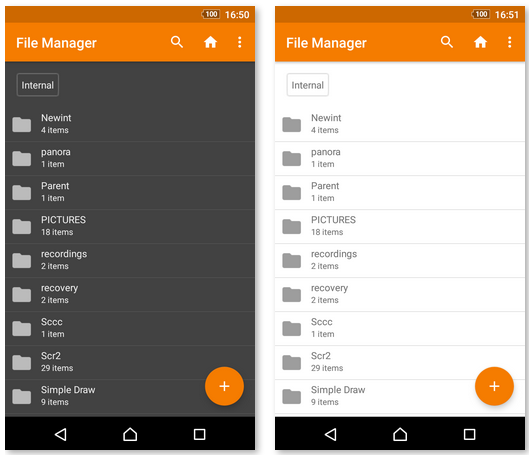 100 16:50
File Manager
Internal
Newint
4 items
panora
1 item
Parent
1 item
PICTURES
18 items
recordings
2 items
recovery
2 items
Sccc
1 item
Scr2
29 items
Simple Draw
9 items
100 16:51
File Manager
Internal
Newint
4 items
panora
1 item
Parent
1 item
PICTURES
18 items
recordings
2 items
recovery
2 items
Sccc
1 item
Scr2
29 items
Simple Draw
9 items